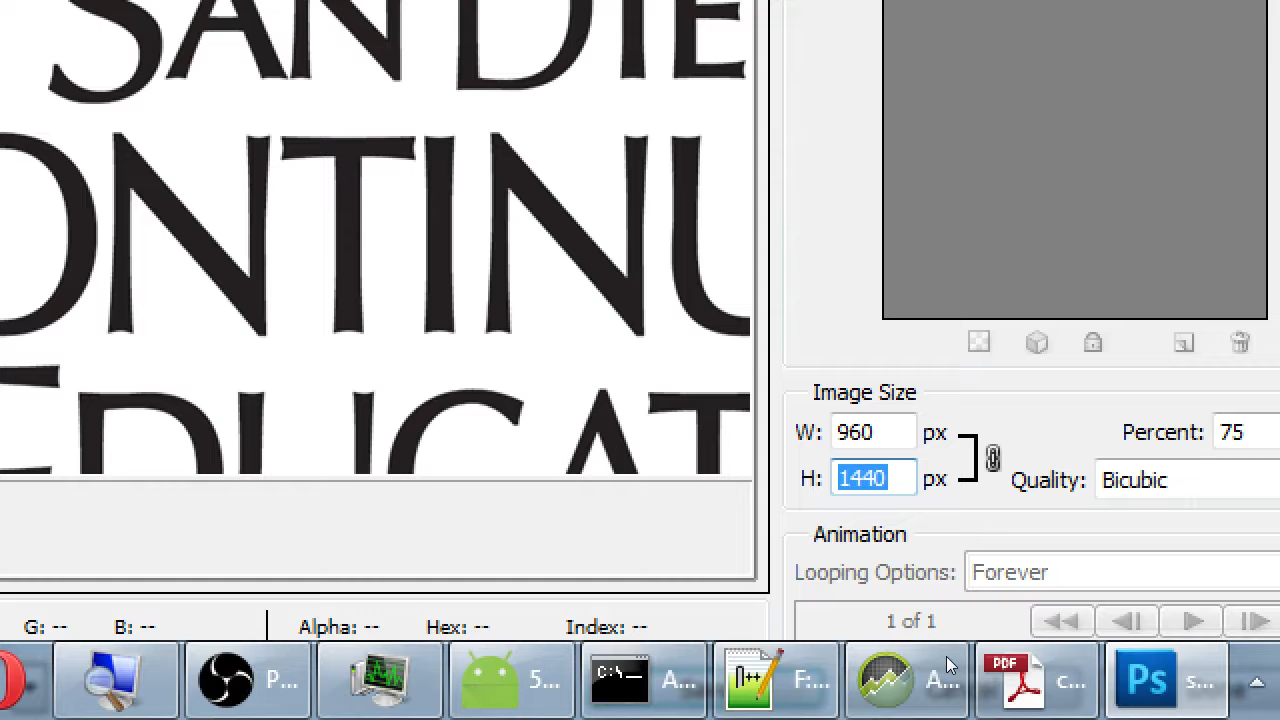 SAN DIE
ONTINU
EDUCAT
Image Size
W: 960 px
Percent: 75
H: 1440 px
Quality: Bicubic
Animation
Looping Options: Forever
1 of 1
G: -- B: -- Alpha: -- Hex: -- Index: --
P... 5... C:\_ A... n++ F:... A... PDF c... Ps s...